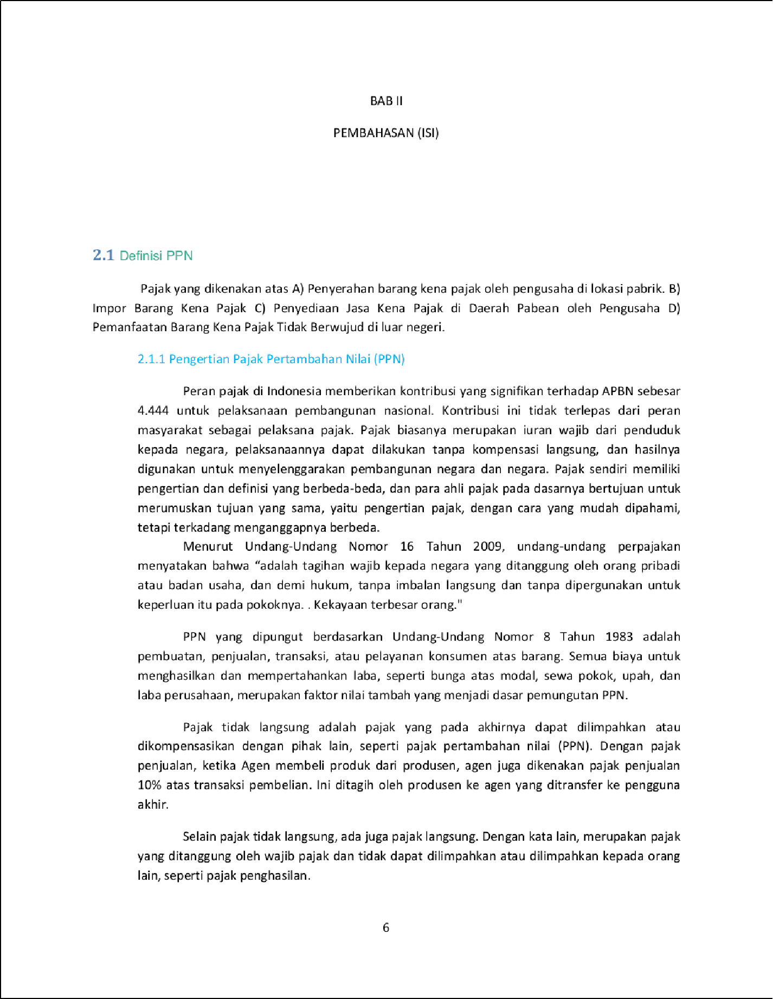 BAB II
PEMBAHASAN (ISI)
2.1 Definisi PPN
Pajak yang dikenakan atas A) Penyerahan barang kena pajak oleh pengusaha di lokasi pabrik. B)
Impor Barang Kena Pajak C) Penyediaan Jasa Kena Pajak di Daerah Pabean oleh Pengusaha D)
Pemanfaatan Barang Kena Pajak Tidak Berwujud di luar negeri.
2.1.1 Pengertian Pajak Pertambahan Nilai (PPN)
Peran pajak di Indonesia memberikan kontribusi yang signifikan terhadap APBN sebesar
4.444 untuk pelaksanaan pembangunan nasional. Kontribusi ini tidak terlepas dari peran
masyarakat sebagai pelaksana pajak. Pajak biasanya merupakan iuran wajib dari penduduk
kepada negara, pelaksanaannya dapat dilakukan tanpa kompensasi langsung, dan hasilnya
digunakan untuk menyelenggarakan pembangunan negara dan negara. Pajak sendiri memiliki
pengertian dan definisi yang berbeda-beda, dan para ahli pajak pada dasarnya bertujuan untuk
merumuskan tujuan yang sama, yaitu pengertian pajak, dengan cara yang mudah dipahami,
tetapi terkadang menganggapnya berbeda.
Menurut Undang-Undang Nomor 16 Tahun 2009, undang-undang perpajakan
menyatakan bahwa “adalah tagihan wajib kepada negara yang ditanggung oleh orang pribadi
atau badan usaha, dan demi hukum, tanpa imbalan langsung dan tanpa dipergunakan untuk
keperluan itu pada pokoknya. . Kekayaan terbesar orang."
PPN yang dipungut berdasarkan Undang-Undang Nomor 8 Tahun 1983 adalah
pembuatan, penjualan, transaksi, atau pelayanan konsumen atas barang. Semua biaya untuk
menghasilkan dan mempertahankan laba, seperti bunga atas modal, sewa pokok, upah, dan
laba perusahaan, merupakan faktor nilai tambah yang menjadi dasar pemungutan PPN.
Pajak tidak langsung adalah pajak yang pada akhirnya dapat dilimpahkan atau
dikompensasikan dengan pihak lain, seperti pajak pertambahan nilai (PPN). Dengan pajak
penjualan, ketika Agen membeli produk dari produsen, agen juga dikenakan pajak penjualan
10% atas transaksi pembelian. Ini ditagih oleh produsen ke agen yang ditransfer ke pengguna
akhir.
Selain pajak tidak langsung, ada juga pajak langsung. Dengan kata lain, merupakan pajak
yang ditanggung oleh wajib pajak dan tidak dapat dilimpahkan atau dilimpahkan kepada orang
lain, seperti pajak penghasilan.
6